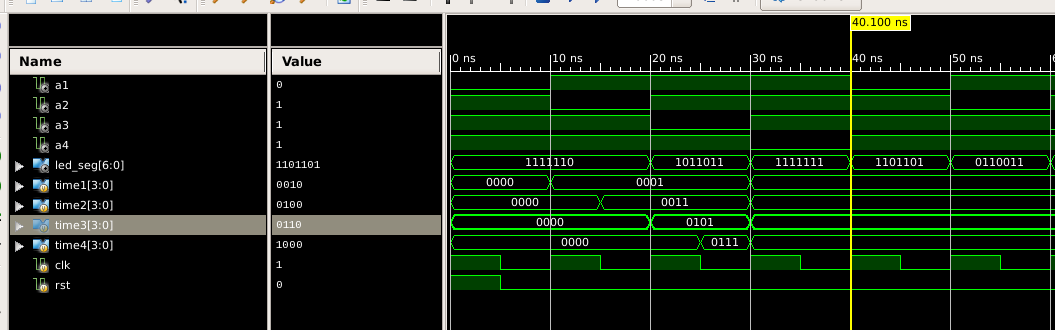 40.100 ns
Name Value
0 ns 10 ns 20 ns 30 ns 40 ns 50 ns
a1 0
a2 1
a3 1
a4 1
led_seg[6:0] 1101101 1111110 1011011 1111111 1101101 0110011
time1[3:0] 0010 0000 0001
time2[3:0] 0100 0000 0011
time3[3:0] 0110 0000 0101
time4[3:0] 1000 0000 0111
clk 1
rst 0